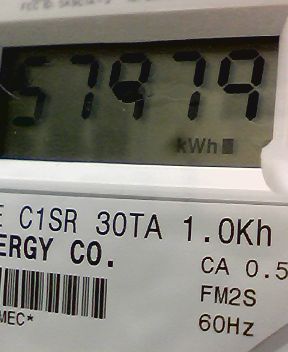 57979
kWh
E C1SR 30TA 1.0Kh
ERGY CO.
CA 0.5
FM2S
MEC*
60Hz